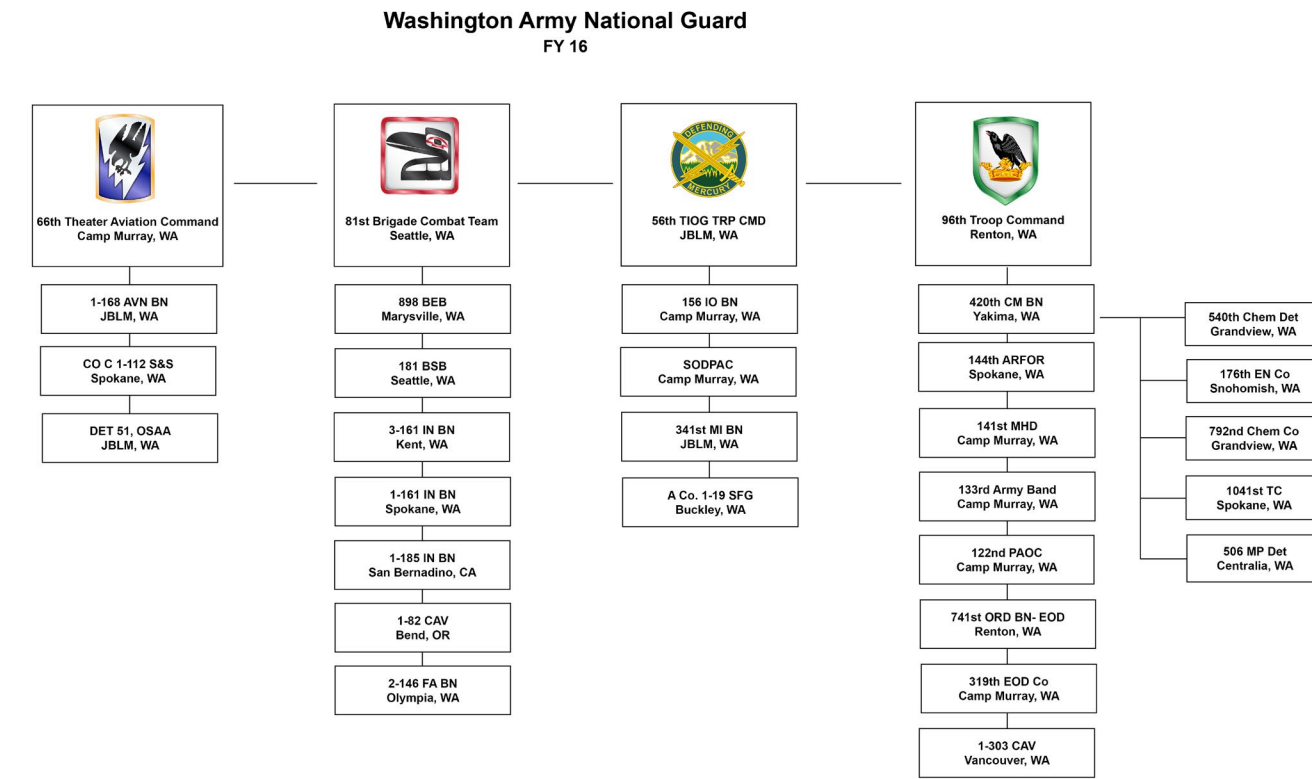 Washington Army National Guard
FY 16
66th Theater Aviation Command
Camp Murray, WA
1-168 AVN BN
JBLM, WA
CO C 1-112 S&S
Spokane, WA
DET 51, OSAA
JBLM, WA
81st Brigade Combat Team
Seattle, WA
898 BEB
Marysville, WA
181 BSB
Seattle, WA
3-161 IN BN
Kent, WA
1-161 IN BN
Spokane, WA
1-185 IN BN
San Bernadino, CA
1-82 CAV
Bend, OR
2-146 FA BN
Olympia, WA
DEFENDING
MERCURY
56th TIOG TRP CMD
JBLM, WA
156 IO BN
Camp Murray, WA
SODPAC
Camp Murray, WA
341st MI BN
JBLM, WA
A Co. 1-19 SFG
Buckley, WA
96th Troop Command
Renton, WA
420th CM BN
Yakima, WA
144th ARFOR
Spokane, WA
141st MHD
Camp Murray, WA
133rd Army Band
Camp Murray, WA
122nd PAOC
Camp Murray, WA
741st ORD BN- EOD
Renton, WA
319th EOD Co
Camp Murray, WA
1-303 CAV
Vancouver, WA
540th Chem Det
Grandview, WA
176th EN Co
Snohomish, WA
792nd Chem Co
Grandview, WA
1041st TC
Spokane, WA
506 MP Det
Centralia, WA